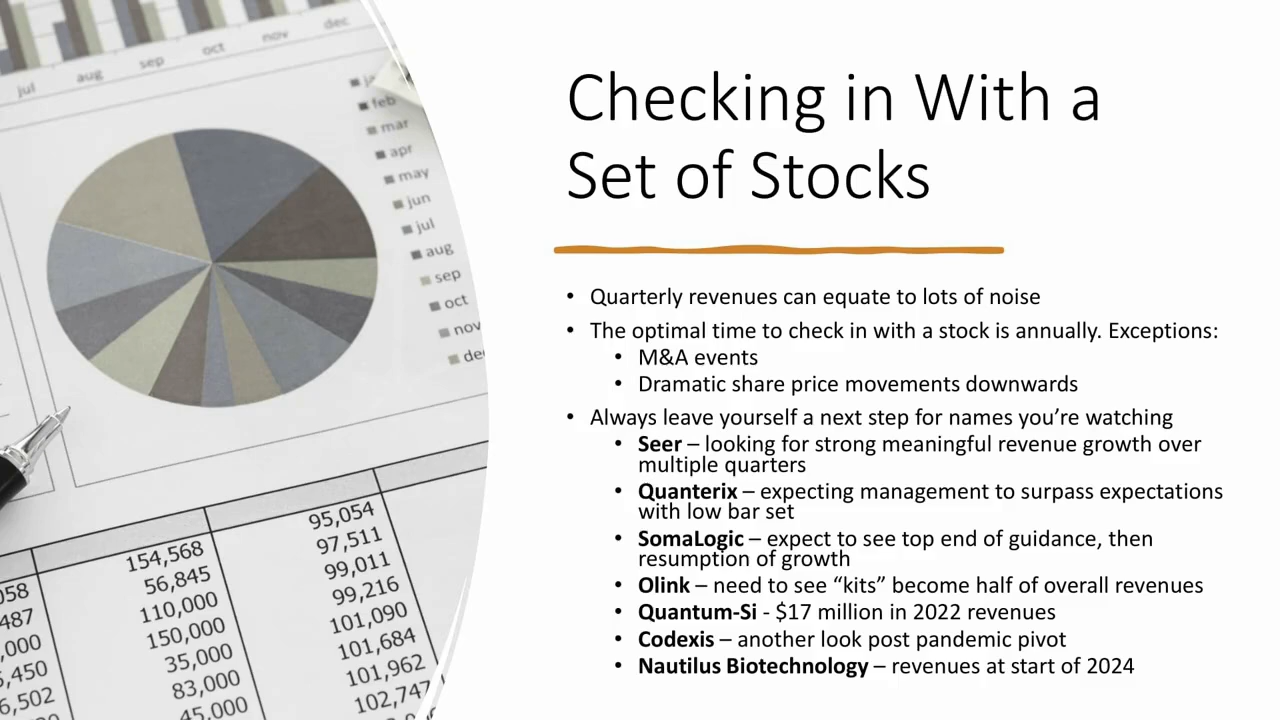 jul aug sep oct nov dec
feb
mar
apr
may
jun
jul
aug
sep
oct
nov
Checking in With a
Set of Stocks
• Quarterly revenues can equate to lots of noise
• The optimal time to check in with a stock is annually. Exceptions:
• M&A events
• Dramatic share price movements downwards
• Always leave yourself a next step for names you're watching
• Seer – looking for strong meaningful revenue growth over
multiple quarters
• Quanterix – expecting management to surpass expectations
with low bar set
• SomaLogic – expect to see top end of guidance, then
resumption of growth
• Olink – need to see “kits” become half of overall revenues
• Quantum-Si - $17 million in 2022 revenues
• Codexis – another look post pandemic pivot
• Nautilus Biotechnology – revenues at start of 2024
154,568 95,054
56,845 97,511
110,000 99,011
150,000 99,216
35,000 101,090
83,000 101,684
45,000 101,962
102,747